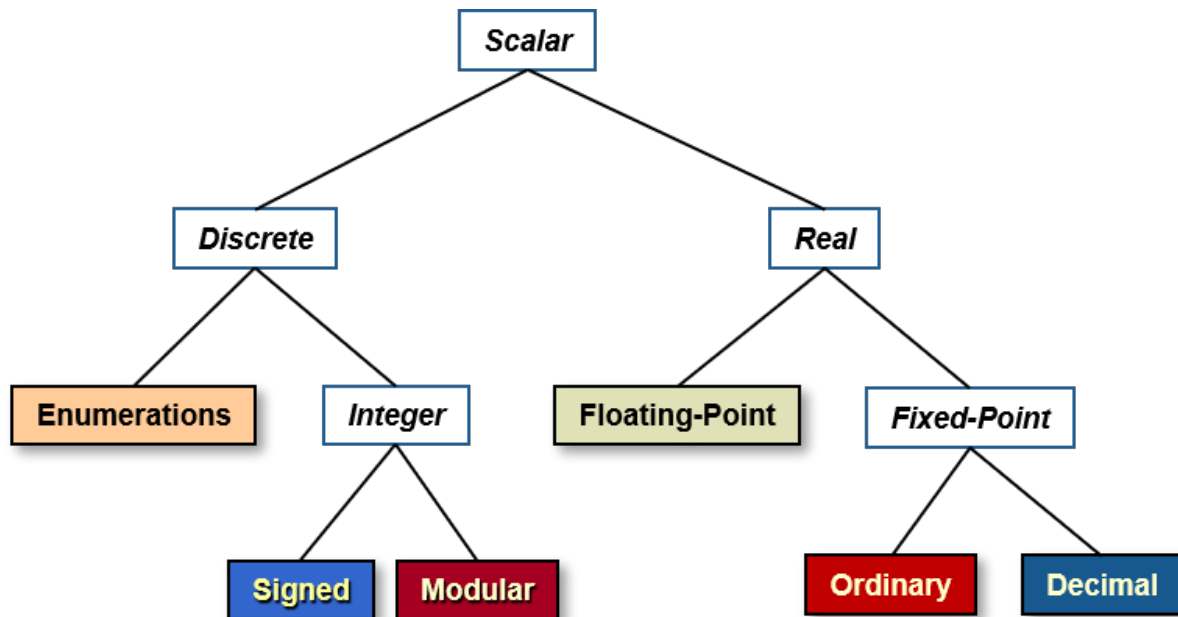 Scalar
Discrete
Real
Enumerations
Integer
Floating-Point
Fixed-Point
Signed
Modular
Ordinary
Decimal